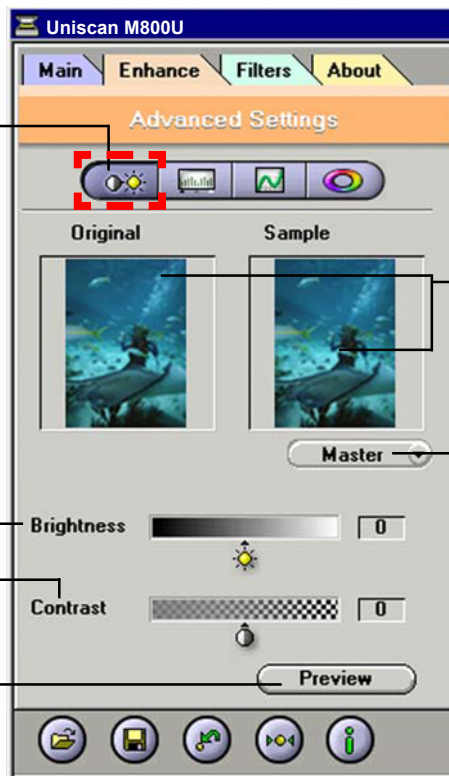 Uniscan M800U
Main Enhance Filters About
Advanced Settings
Original Sample
Master
Brightness 0
Contrast 0
Preview